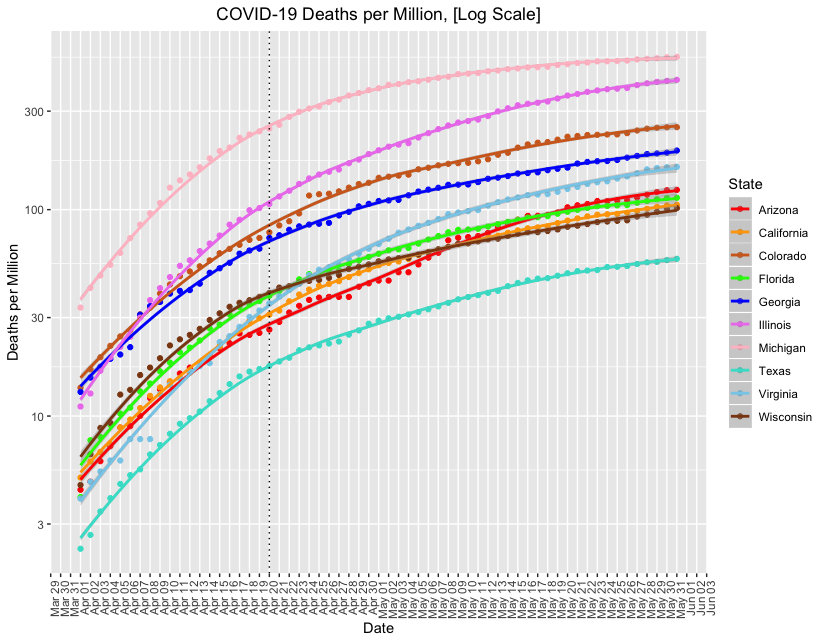 COVID-19 Deaths per Million, [Log Scale]
Deaths per Million
300
100
30
10
3
Mar 29
Mar 30
Mar 31
Apr 01
Apr 02
Apr 03
Apr 04
Apr 05
Apr 06
Apr 07
Apr 08
Apr 09
Apr 10
Apr 11
Apr 12
Apr 13
Apr 14
Apr 15
Apr 16
Apr 17
Apr 18
Apr 19
Apr 20
Apr 21
Apr 22
Apr 23
Apr 24
Apr 25
Apr 26
Apr 27
Apr 28
Apr 29
Apr 30
May 01
May 02
May 03
May 04
May 05
May 06
May 07
May 08
May 09
May 10
May 11
May 12
May 13
May 14
May 15
May 16
May 17
May 18
May 19
May 20
May 21
May 22
May 23
May 24
May 25
May 26
May 27
May 28
May 29
May 30
May 31
Jun 01
Jun 02
Jun 03
Date
State
Arizona
California
Colorado
Florida
Georgia
Illinois
Michigan
Texas
Virginia
Wisconsin